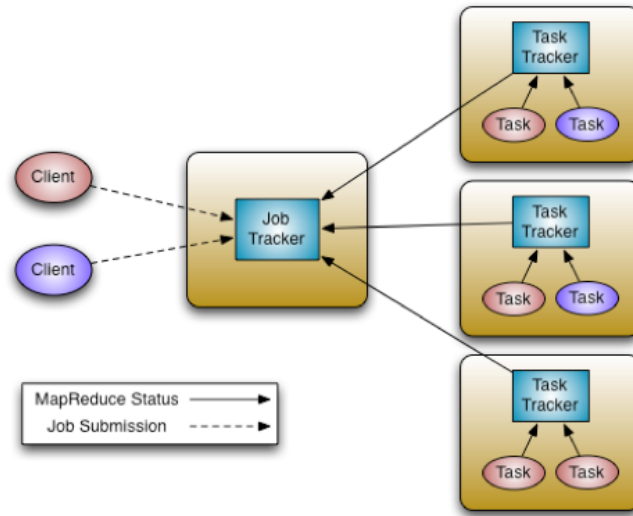 Task
Tracker
Task
Task
Client
Job
Tracker
Task
Tracker
Client
Task
Task
Task
Tracker
MapReduce Status
Job Submission
Task
Task